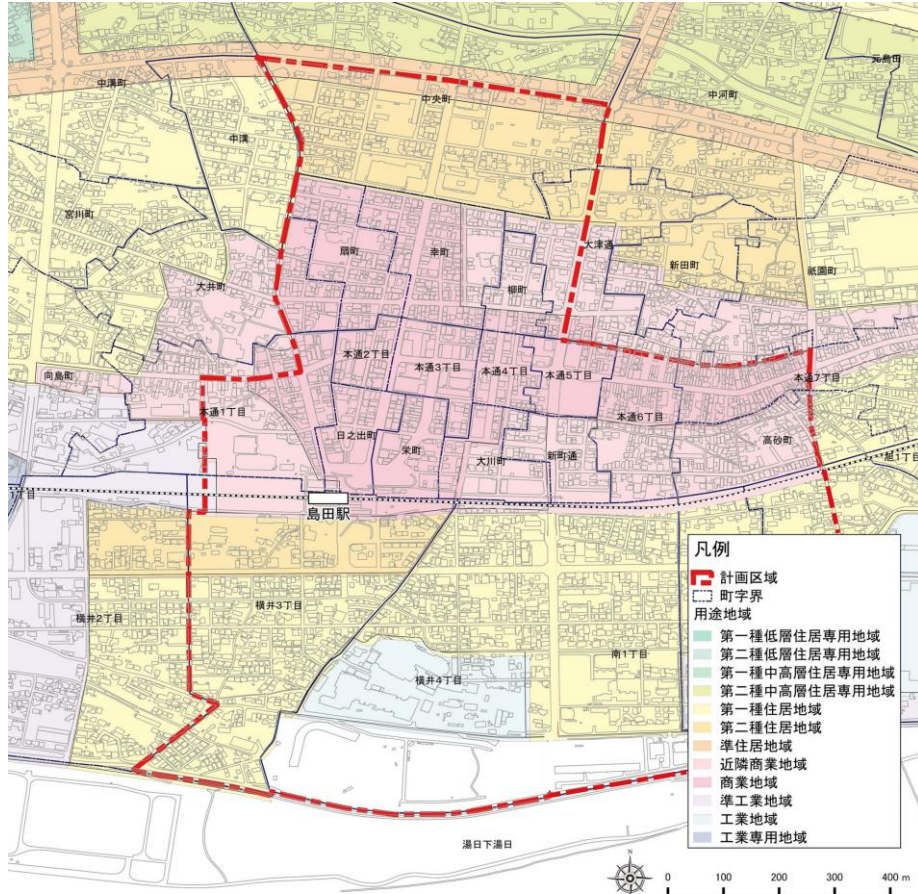 元島田
中溝町
中央町
中河町
中溝
宮川町
扇町
幸町
大津通
新田町
祇園町
大井町
柳町
本通2丁目
本通3丁目
本通4丁目
本通5丁目
向島町
本通7丁目
本通1丁目
本通6丁目
日之出町
栄町
大川町
新町通
高砂町
旭1丁目
丁目
島田駅
横井2丁目
横井3丁目
南1丁目
横井4丁目
湯日下湯日
凡例
計画区域
町字界
用途地域
第一種低層住居専用地域
第二種低層住居専用地域
第一種中高層住居専用地域
第二種中高層住居専用地域
第一種住居地域
第二種住居地域
準住居地域
近隣商業地域
商業地域
準工業地域
工業地域
工業専用地域
N
0 100 200 300 400 m